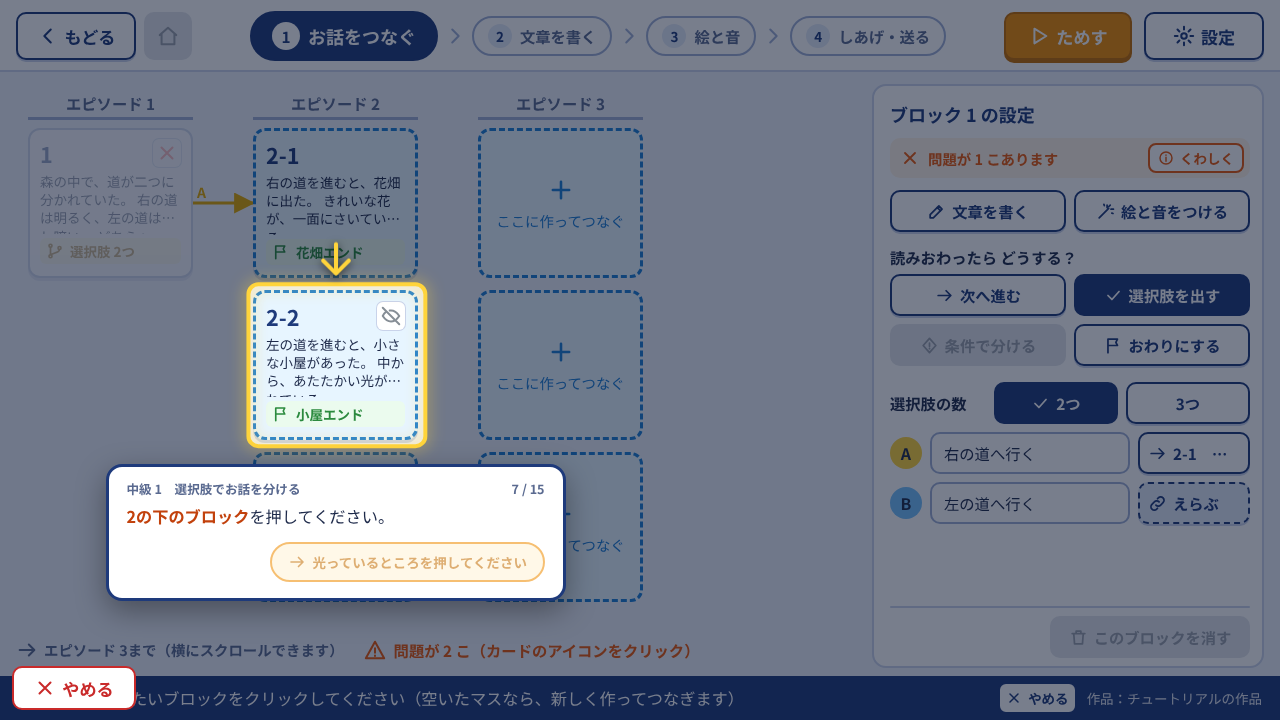 もどる
1 お話をつなぐ
2 文章を書く
3 絵と音
4 しあげ・送る
ためす
設定
エピソード 1
エピソード 2
エピソード 3
1
森の中で、道が二つに
分かれていた。 右の道
は明るく、左の道は…
選択肢 2つ
A
2-1
右の道を進むと、花畑
に出た。 きれいな花
が、一面にさいてい…
花畑エンド
2-2
左の道を進むと、小さ
な小屋があった。 中か
ら、あたたかい光が…
小屋エンド
ここに作ってつなぐ
ここに作ってつなぐ
てつなぐ
中級 1 選択肢でお話を分ける
7 / 15
2の下のブロックを押してください。
光っているところを押してください
ブロック 1 の設定
問題が 1 こあります
くわしく
文章を書く
絵と音をつける
読みおわったら どうする？
次へ進む
選択肢を出す
条件で分ける
おわりにする
選択肢の数
2つ
3つ
A 右の道へ行く 2-1 …
B 左の道へ行く えらぶ
このブロックを消す
エピソード 3まで（横にスクロールできます）
問題が 2 こ（カードのアイコンをクリック）
やめる
たいブロックをクリックしてください（空いたマスなら、新しく作ってつなぎます）
やめる
作品：チュートリアルの作品